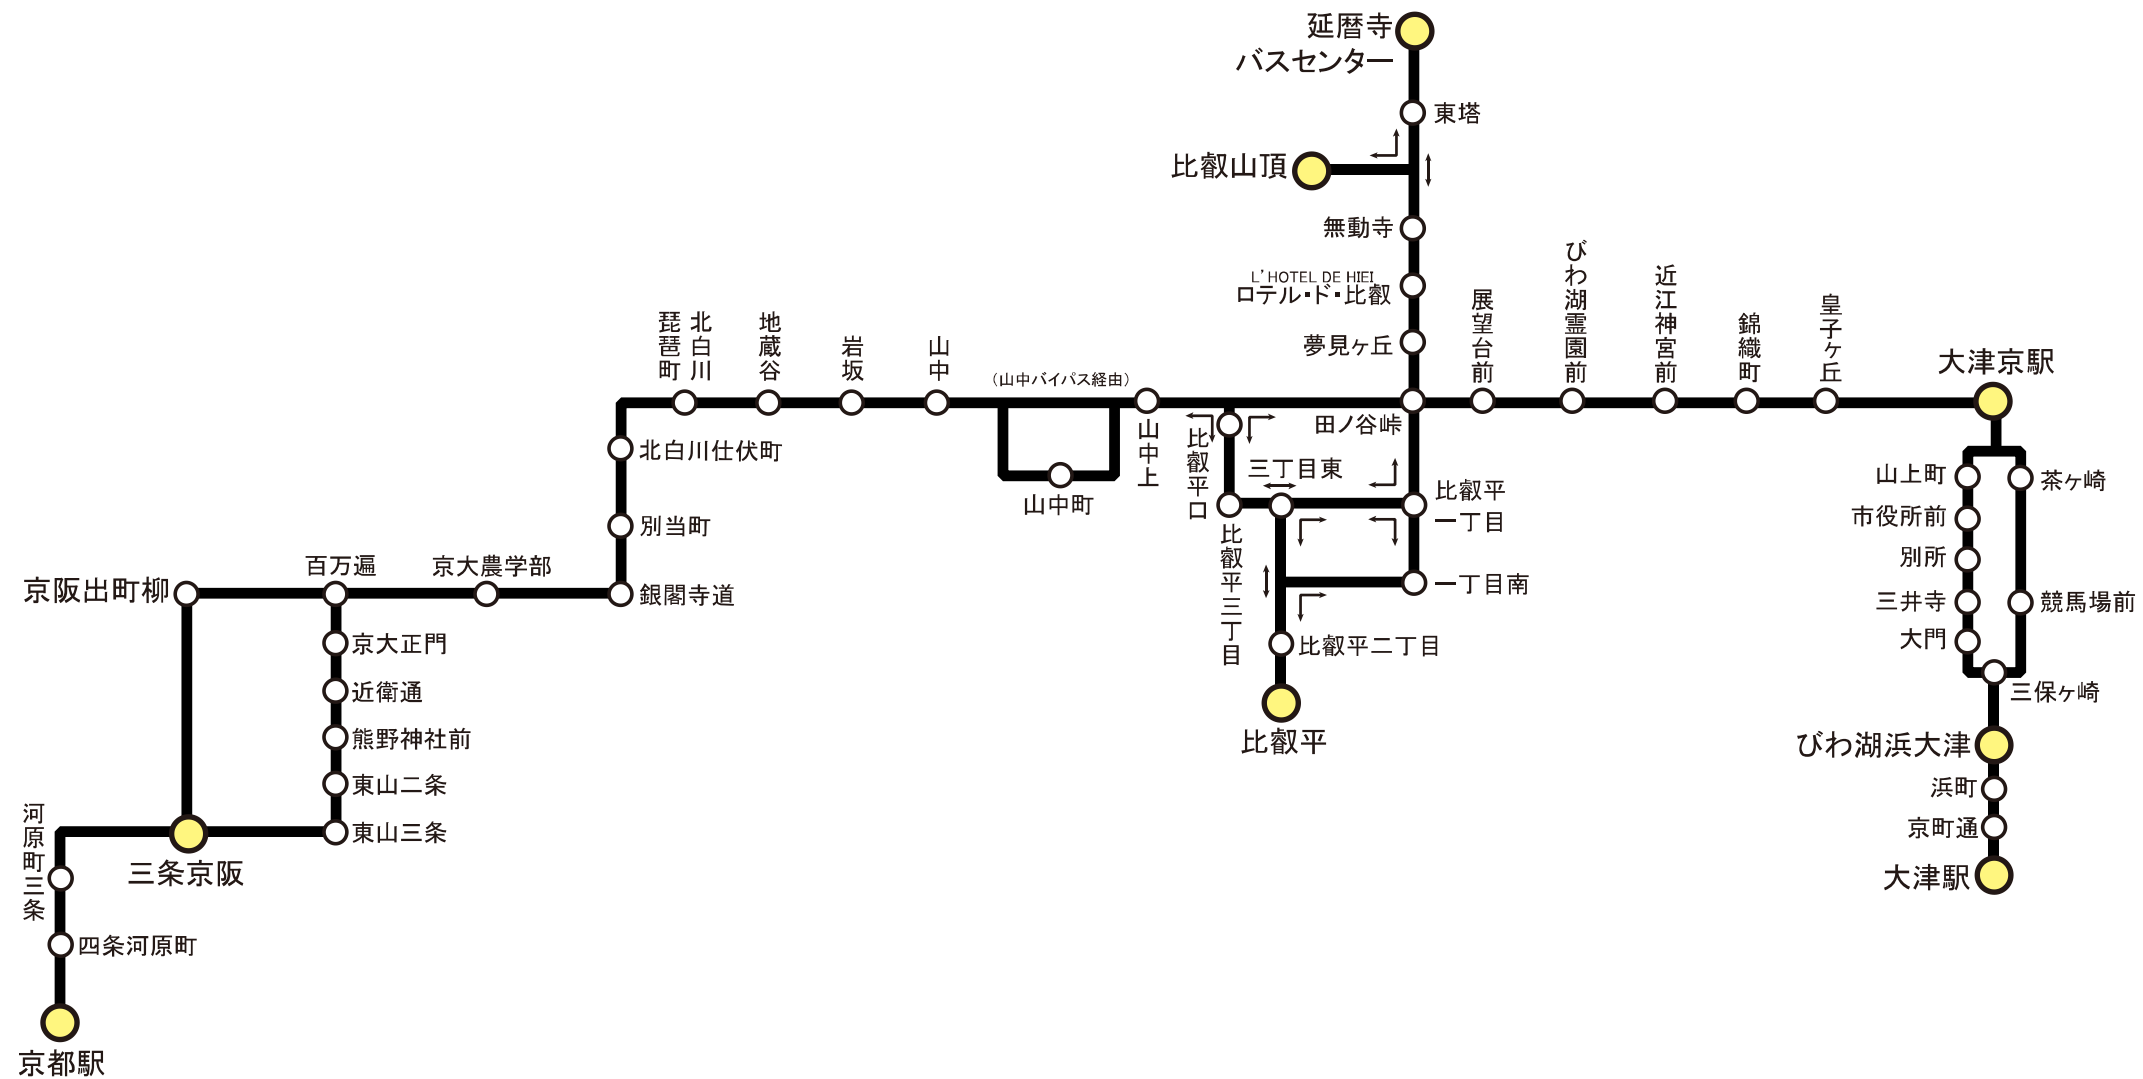 延暦寺
バスセンター
東塔
比叡山頂
無動寺
L'HOTEL DE HIEI
ロテル・ド・比叡
夢見ヶ丘
展望台前
びわ湖霊園前
近江神宮前
錦織町
皇子ヶ丘
大津京駅
北白川
琵琶町
地蔵谷
岩坂
山中
(山中バイパス経由)
山中町
山中上
比叡平口
田ノ谷峠
三丁目東
比叡平
一丁目
比叡平三丁目
一丁目南
比叡平二丁目
比叡平
北白川仕伏町
別当町
銀閣寺道
京大農学部
百万遍
京阪出町柳
京大正門
近衛通
熊野神社前
東山二条
東山三条
三条京阪
河原町三条
四条河原町
京都駅
山上町
茶ヶ崎
市役所前
別所
三井寺
競馬場前
大門
三保ヶ崎
びわ湖浜大津
浜町
京町通
大津駅